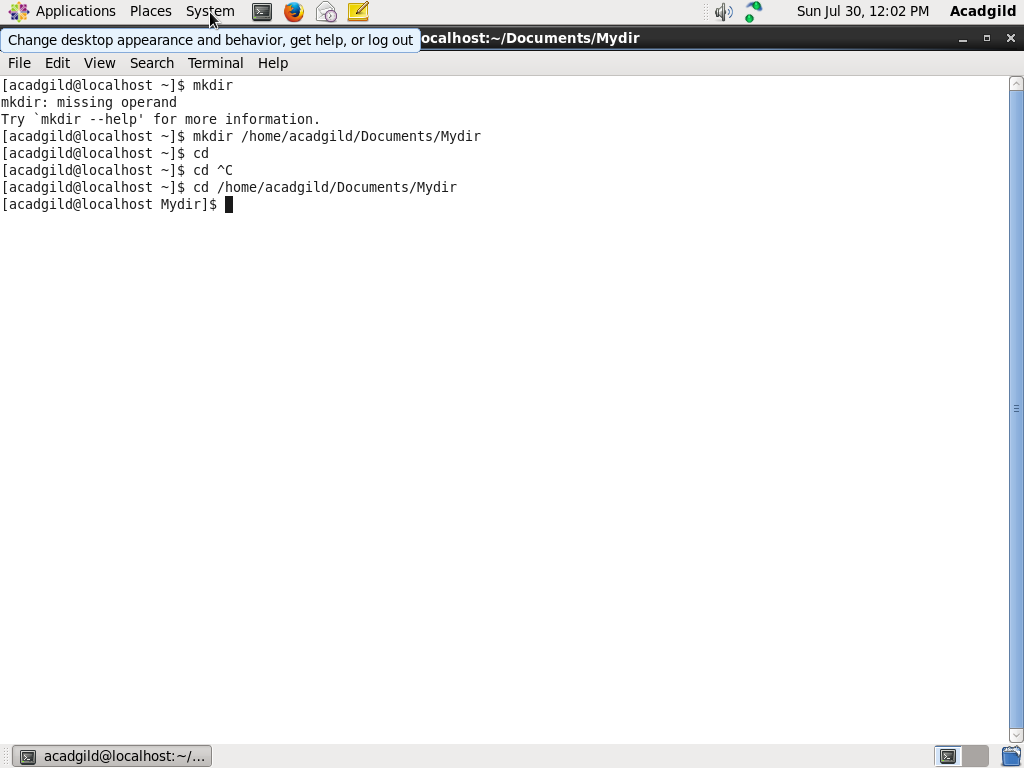 Applications Places System Sun Jul 30, 12:02 PM Acadgild
Change desktop appearance and behavior, get help, or log out ocalhost:~/Documents/Mydir
File Edit View Search Terminal Help
[acadgild@localhost ~]$ mkdir
mkdir: missing operand
Try `mkdir --help' for more information.
[acadgild@localhost ~]$ mkdir /home/acadgild/Documents/Mydir
[acadgild@localhost ~]$ cd
[acadgild@localhost ~]$ cd ^C
[acadgild@localhost ~]$ cd /home/acadgild/Documents/Mydir
[acadgild@localhost Mydir]$
acadgild@localhost:~/...